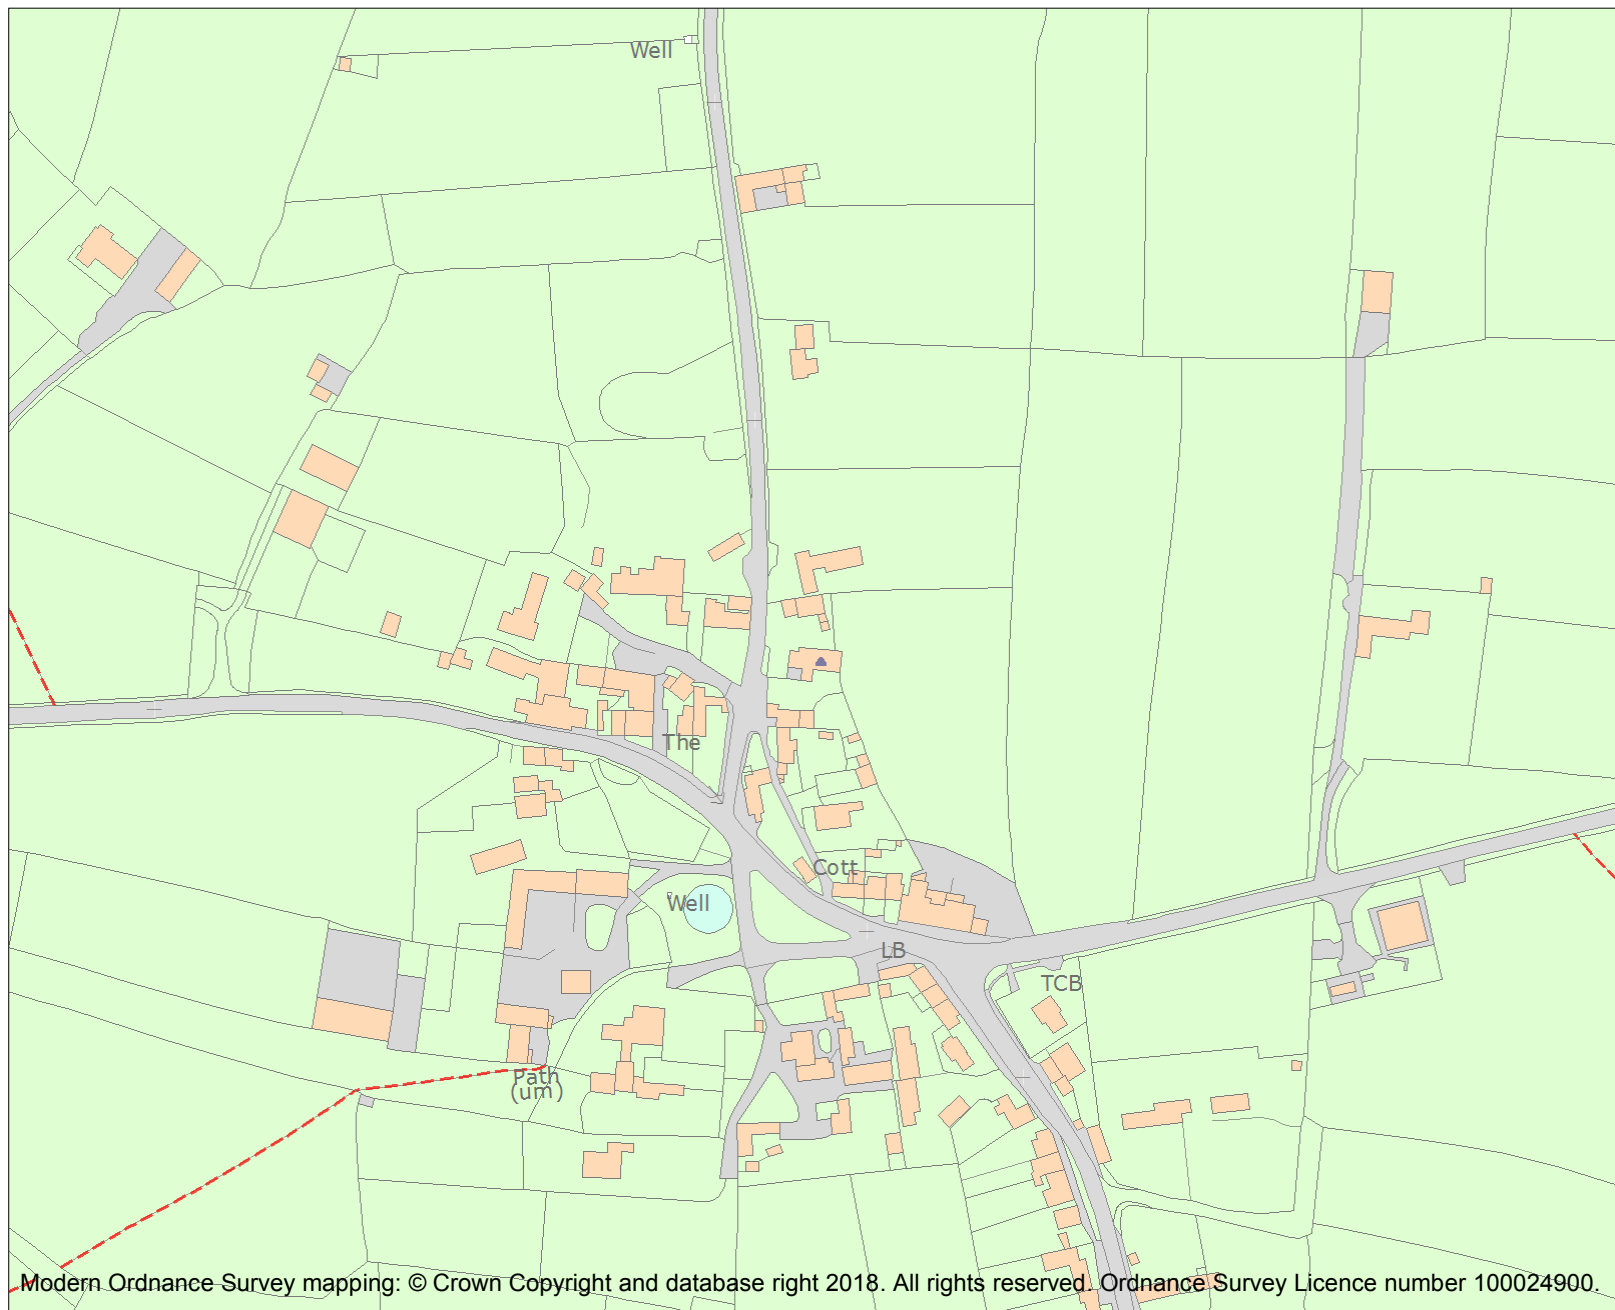 Well
The
Cott
Well
LB
TCB
Path
(um)
Modern Ordnance Survey mapping: © Crown Copyright and database right 2018. All rights reserved. Ordnance Survey Licence number 100024900.